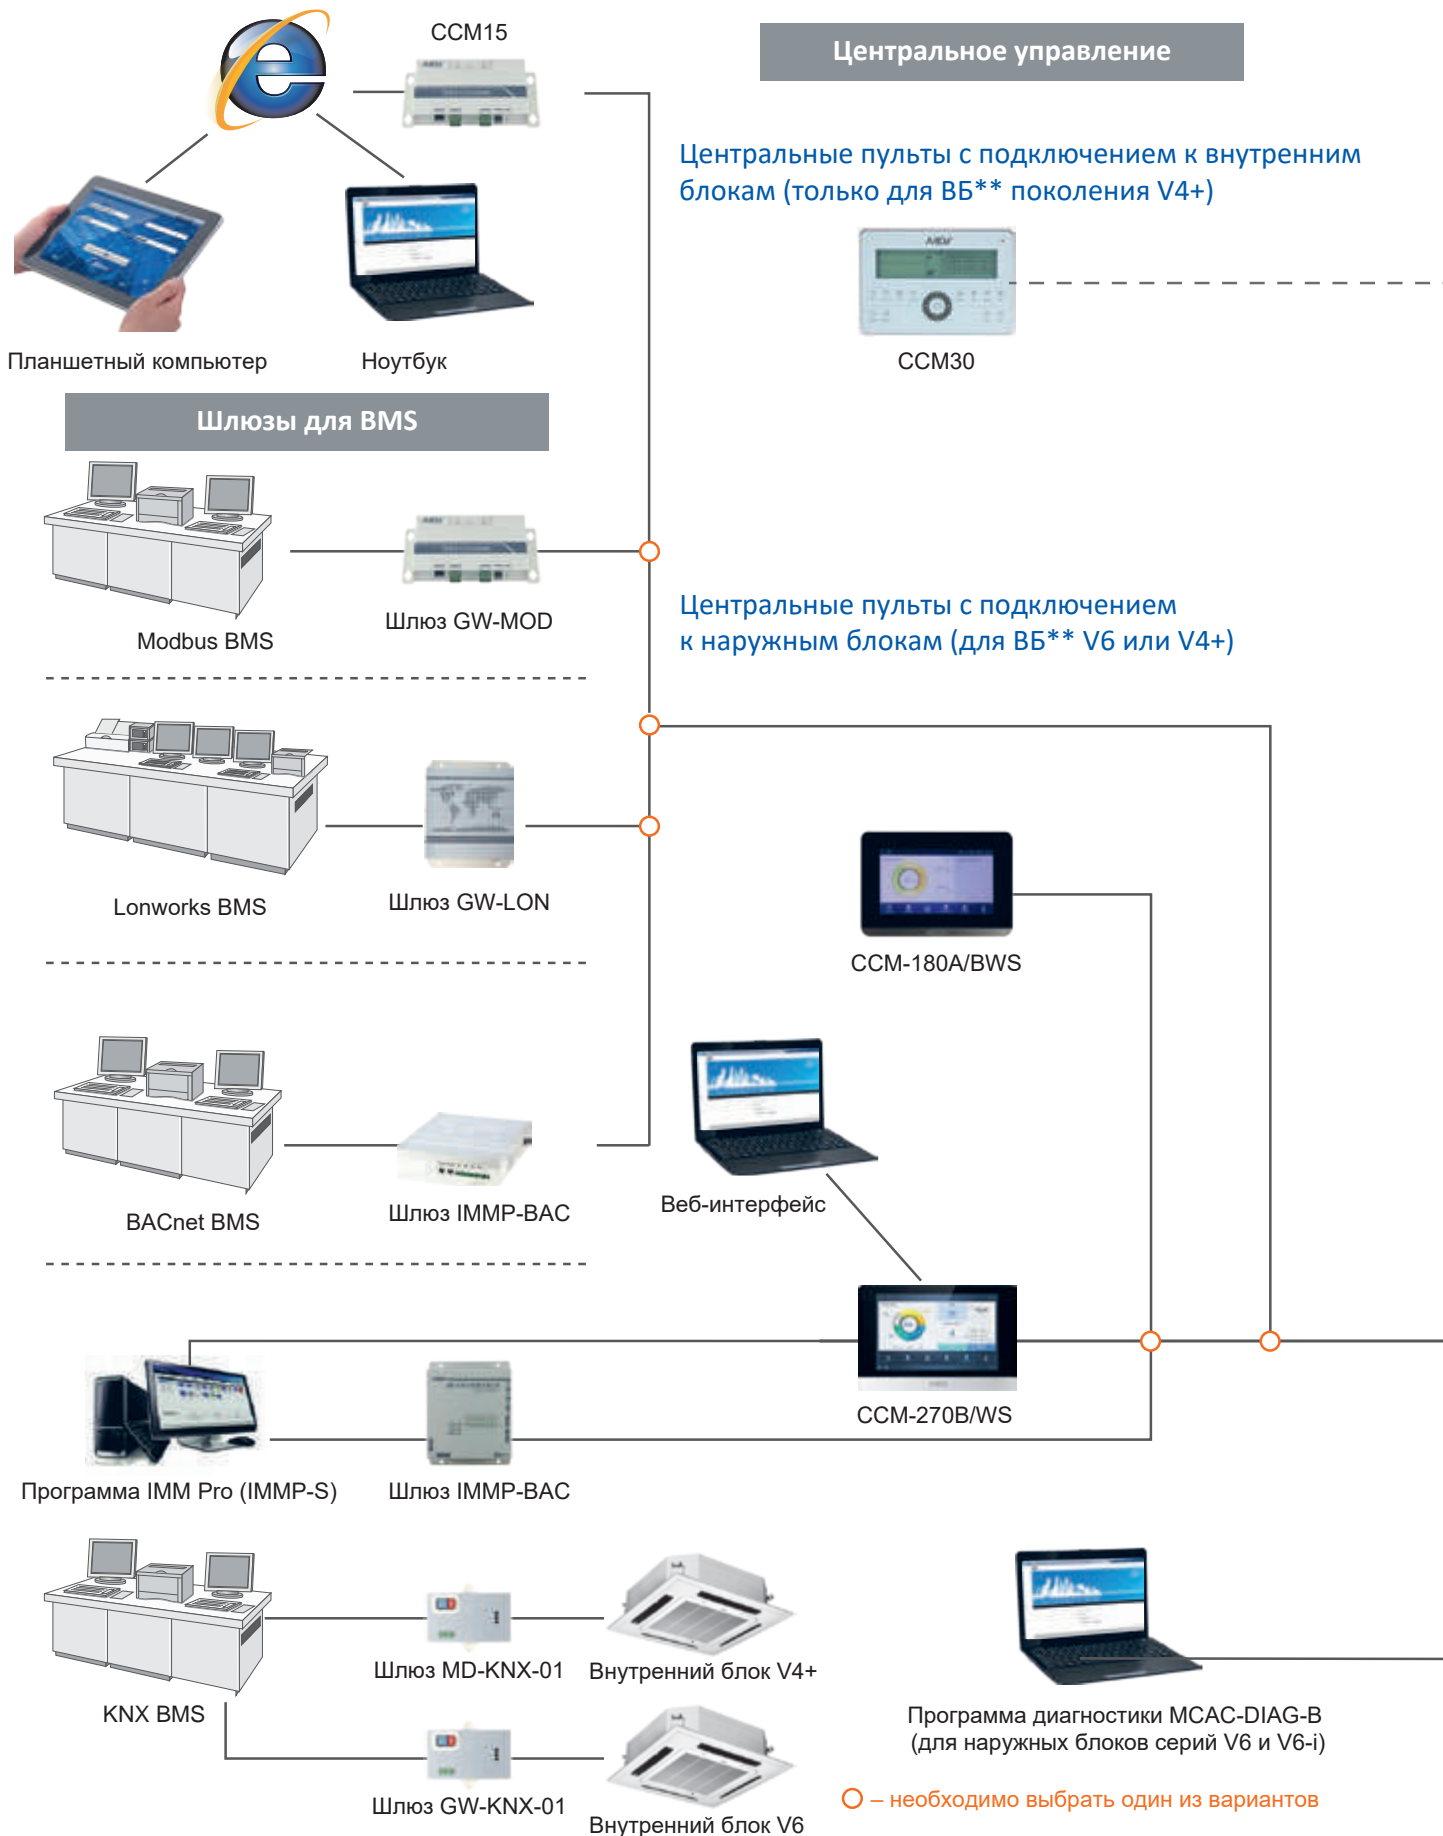 CCM15
Центральное управление
Центральные пульты с подключением к внутренним
блокам (только для ВБ** поколения V4+)
Планшетный компьютер
Ноутбук
CCM30
Шлюзы для BMS
Modbus BMS
Шлюз GW-MOD
Центральные пульты с подключением
к наружным блокам (для ВБ** V6 или V4+)
Lonworks BMS
Шлюз GW-LON
CCM-180A/BWS
BACnet BMS
Шлюз IMMP-BAC
Веб-интерфейс
CCM-270B/WS
Программа IMM Pro (IMMP-S)
Шлюз IMMP-BAC
KNX BMS
Шлюз MD-KNX-01
Внутренний блок V4+
Шлюз GW-KNX-01
Внутренний блок V6
Программа диагностики MCAC-DIAG-B
(для наружных блоков серий V6 и V6-i)
– необходимо выбрать один из вариантов